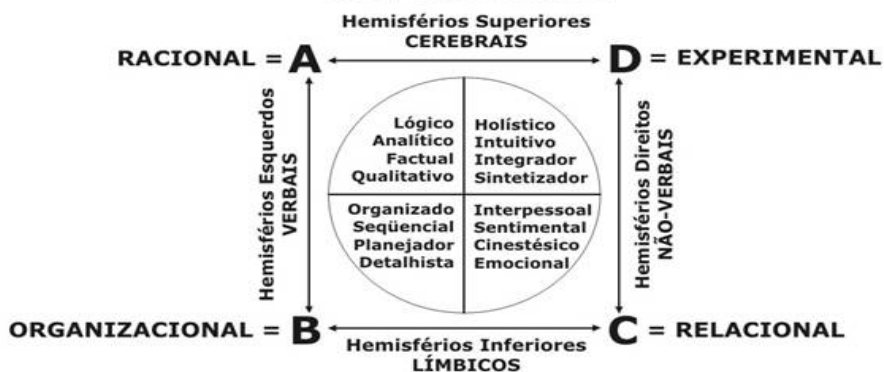 Hemisférios Superiores
CEREBRAIS
RACIONAL = A
D = EXPERIMENTAL
Hemisférios Esquerdos
VERBAIS
Lógico
Analítico
Factual
Qualitativo
Holístico
Intuitivo
Integrador
Sintetizador
Organizado
Seqüencial
Planejador
Detalhista
Interpessoal
Sentimental
Cinestésico
Emocional
Hemisférios Direitos
NÃO-VERBAIS
ORGANIZACIONAL = B
C = RELACIONAL
Hemisférios Inferiores
LÍMBICOS